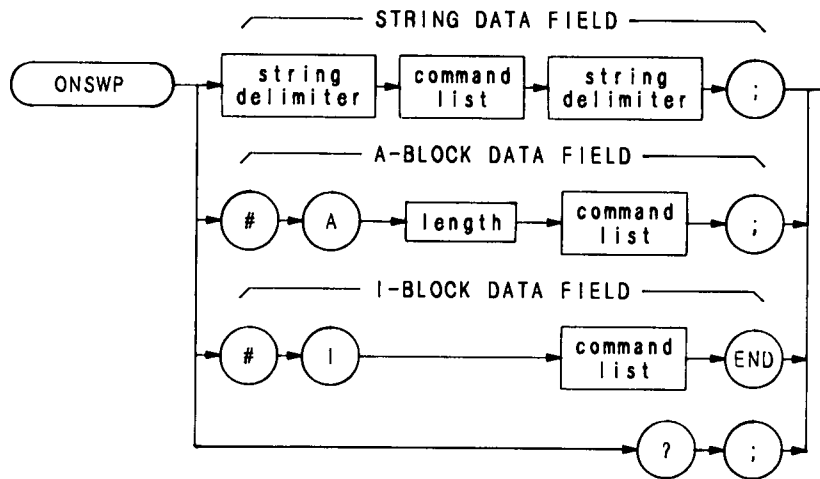 STRING DATA FIELD
ONSWP
string delimiter
command list
string delimiter
;
A-BLOCK DATA FIELD
#
A
length
command list
;
I-BLOCK DATA FIELD
#
I
command list
END
?
;